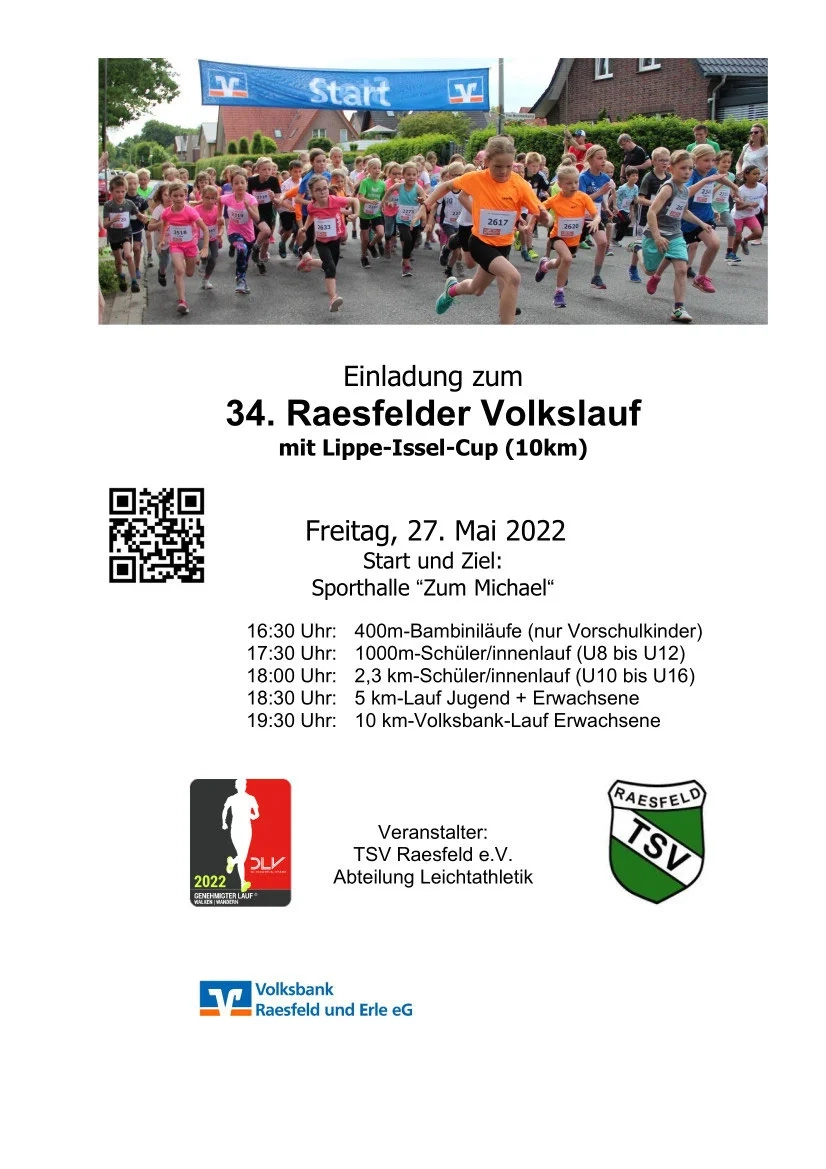 Start
2518
2519
2633
2617
2620
Einladung zum
34. Raesfelder Volkslauf
mit Lippe-Issel-Cup (10km)
Freitag, 27. Mai 2022
Start und Ziel:
Sporthalle “Zum Michael“
16:30 Uhr: 400m-Bambiniläufe (nur Vorschulkinder)
17:30 Uhr: 1000m-Schüler/innenlauf (U8 bis U12)
18:00 Uhr: 2,3 km-Schüler/innenlauf (U10 bis U16)
18:30 Uhr: 5 km-Lauf Jugend + Erwachsene
19:30 Uhr: 10 km-Volksbank-Lauf Erwachsene
DLV
2022
GENEHMIGTER LAUF ®
WALKEN | WANDERN
Veranstalter:
TSV Raesfeld e.V.
Abteilung Leichtathletik
RAESFELD
TSV
Volksbank
Raesfeld und Erle eG